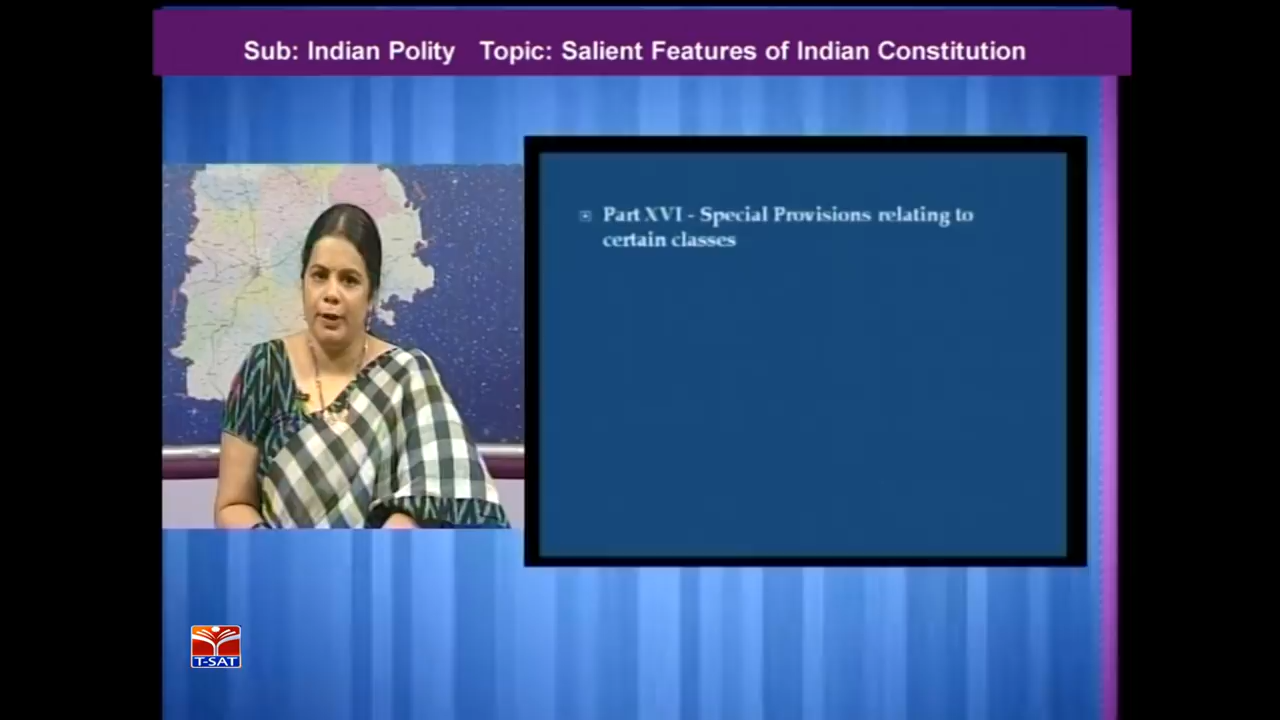 Sub: Indian Polity Topic: Salient Features of Indian Constitution
Part XVI - Special Provisions relating to
certain classes
T-SAT